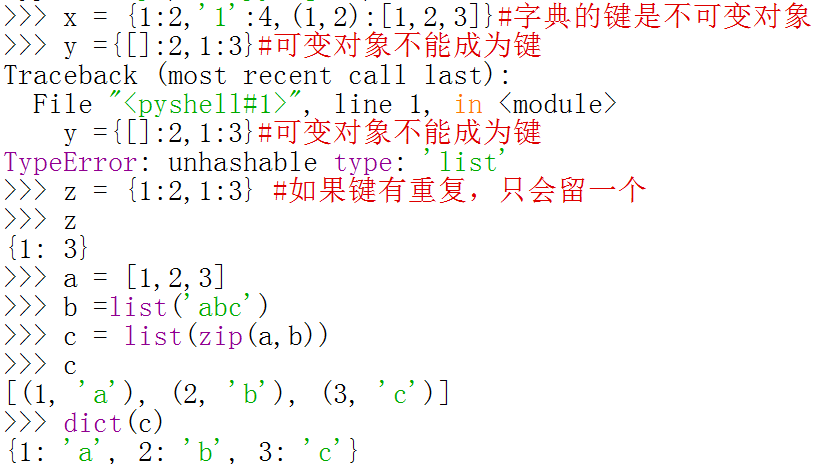 >>> x = {1:2,'1':4,(1,2):[1,2,3]}#字典的键是不可变对象
>>> y ={[]:2,1:3}#可变对象不能成为键
Traceback (most recent call last):
  File "<pyshell#1>", line 1, in <module>
    y ={[]:2,1:3}#可变对象不能成为键
TypeError: unhashable type: 'list'
>>> z = {1:2,1:3} #如果键有重复，只会留一个
>>> z
{1: 3}
>>> a = [1,2,3]
>>> b =list('abc')
>>> c = list(zip(a,b))
>>> c
[(1, 'a'), (2, 'b'), (3, 'c')]
>>> dict(c)
{1: 'a', 2: 'b', 3: 'c'}